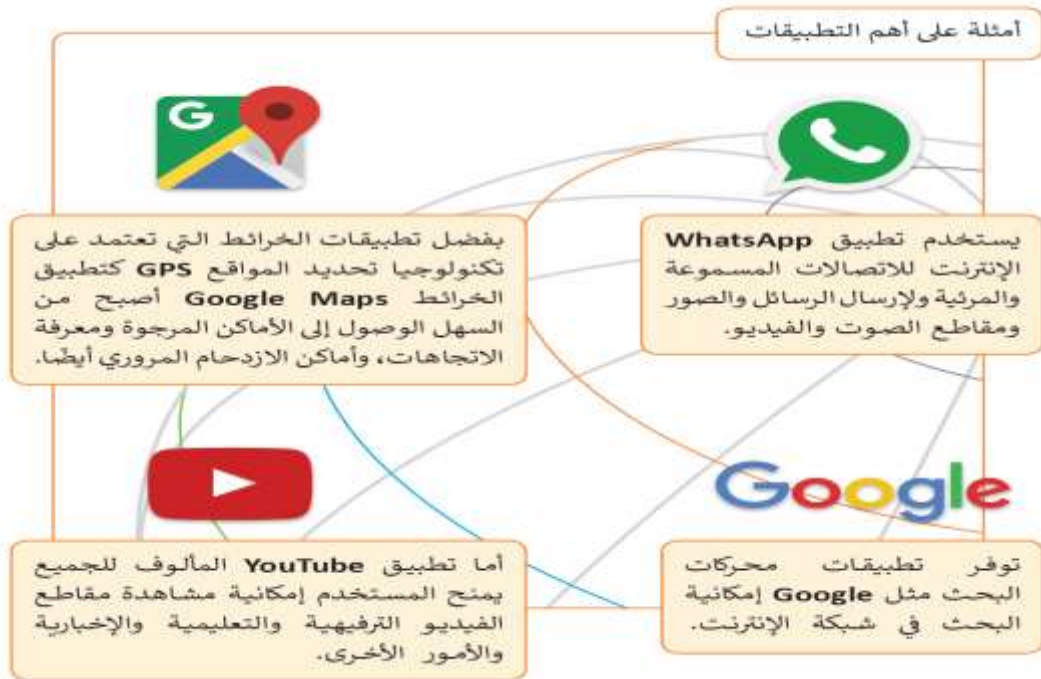 أمثلة على أهم التطبيقات
يستخدم تطبيق WhatsApp
الإنترنت للاتصالات المسموعة
والمرئية ولإرسال الرسائل والصور
ومقاطع الصوت والفيديو.
G
بفضل تطبيقات الخرائط التي تعتمد على
تكنولوجيا تحديد المواقع GPS كتطبيق
الخرائط Google Maps أصبح من
السهل الوصول إلى الأماكن المرجوة ومعرفة
الاتجاهات، وأماكن الازدحام المروري أيضًا.
Google
توفر تطبيقات محركات
البحث مثل Google إمكانية
البحث في شبكة الإنترنت.
أما تطبيق YouTube المألوف للجميع
يمنح المستخدم إمكانية مشاهدة مقاطع
الفيديو الترفيهية والتعليمية والإخبارية
والأمور الأخرى.